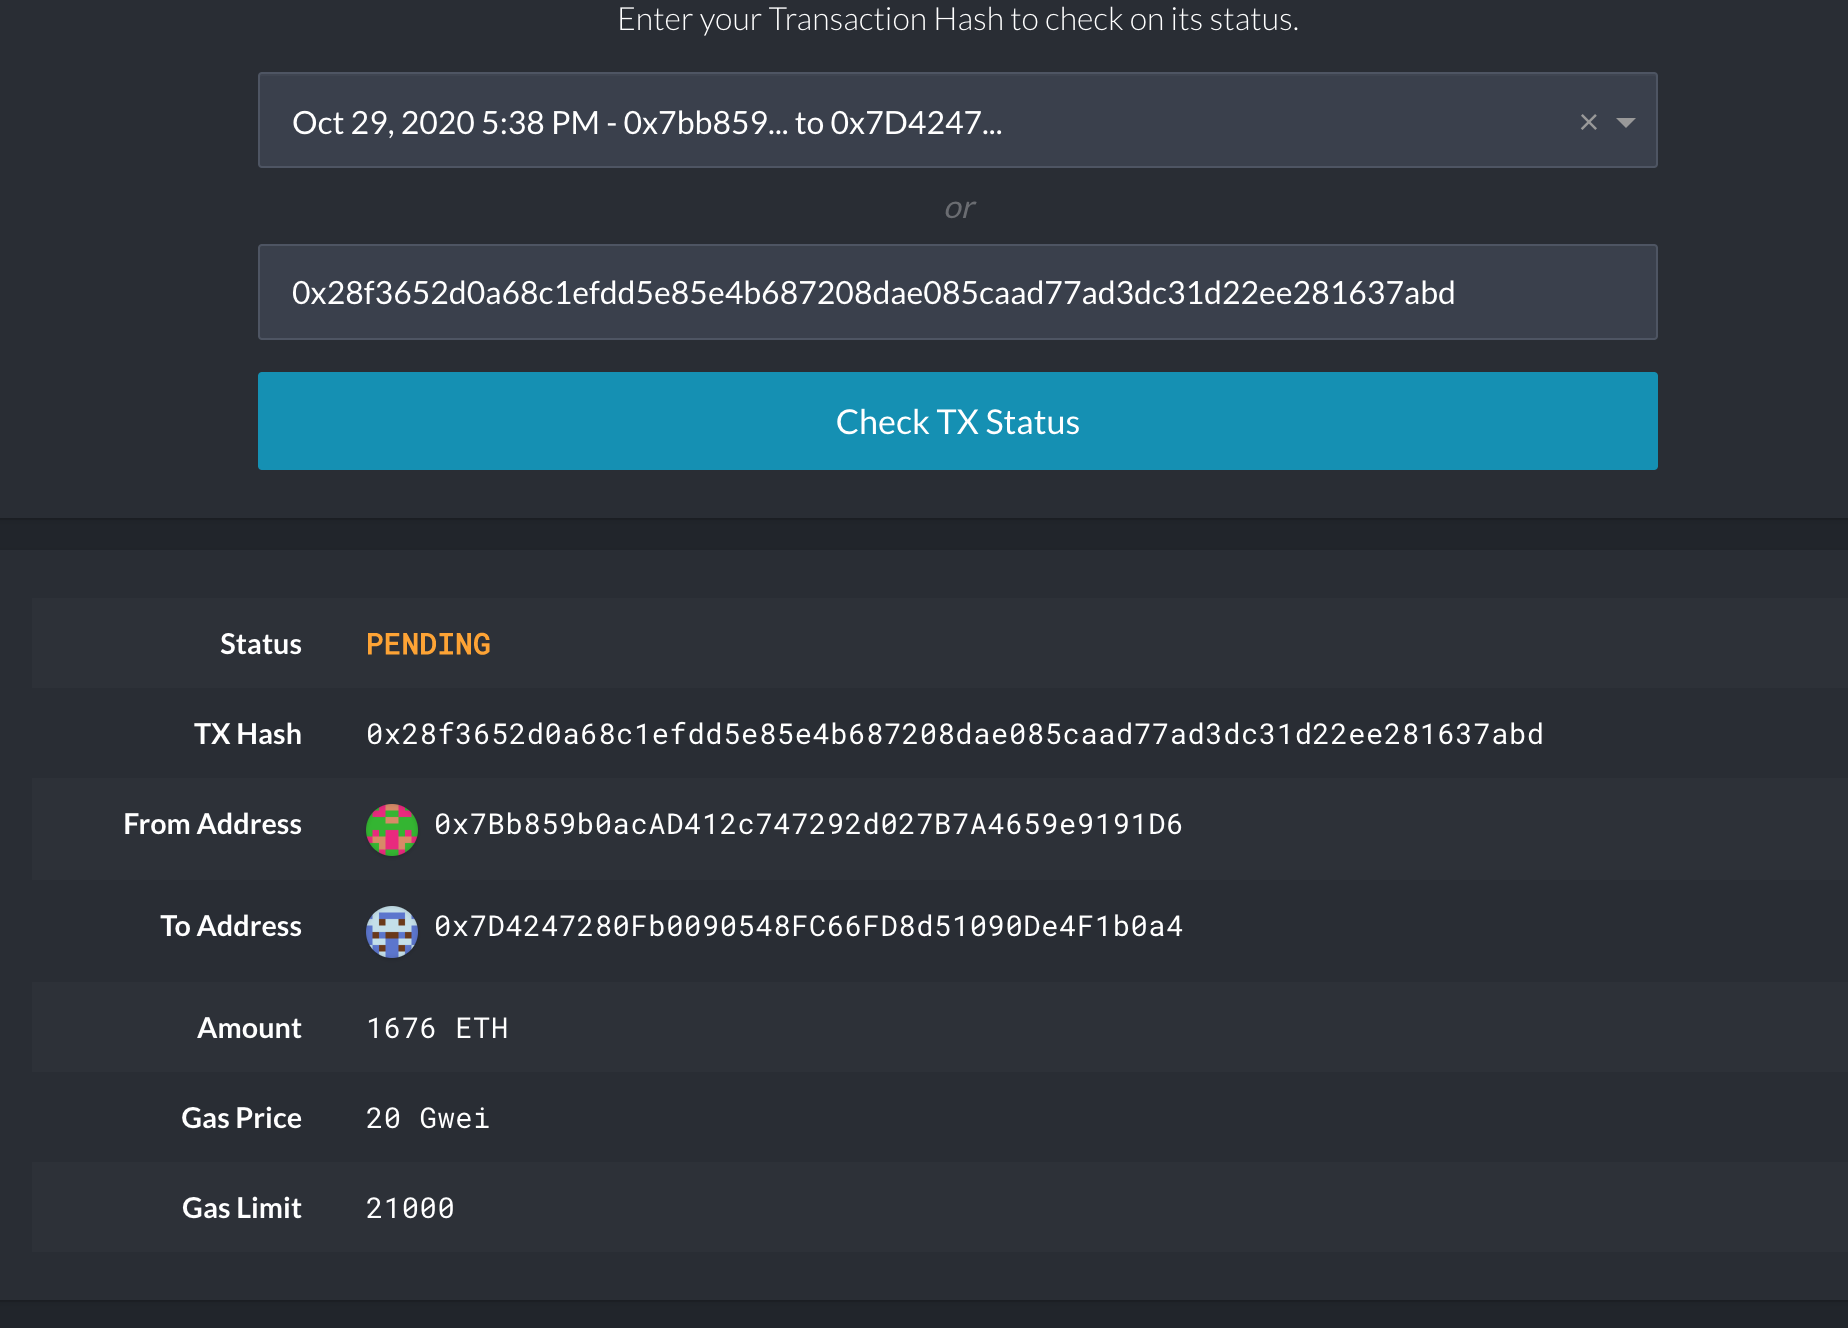 Enter your Transaction Hash to check on its status.
Oct 29, 2020 5:38 PM - 0x7bb859... to 0x7D4247...
or
0x28f3652d0a68c1efdd5e85e4b687208dae085caad77ad3dc31d22ee281637abd
Check TX Status
Status PENDING
TX Hash 0x28f3652d0a68c1efdd5e85e4b687208dae085caad77ad3dc31d22ee281637abd
From Address 0x7Bb859b0acAD412c747292d027B7A4659e9191D6
To Address 0x7D4247280Fb0090548FC66FD8d51090De4F1b0a4
Amount 1676 ETH
Gas Price 20 Gwei
Gas Limit 21000